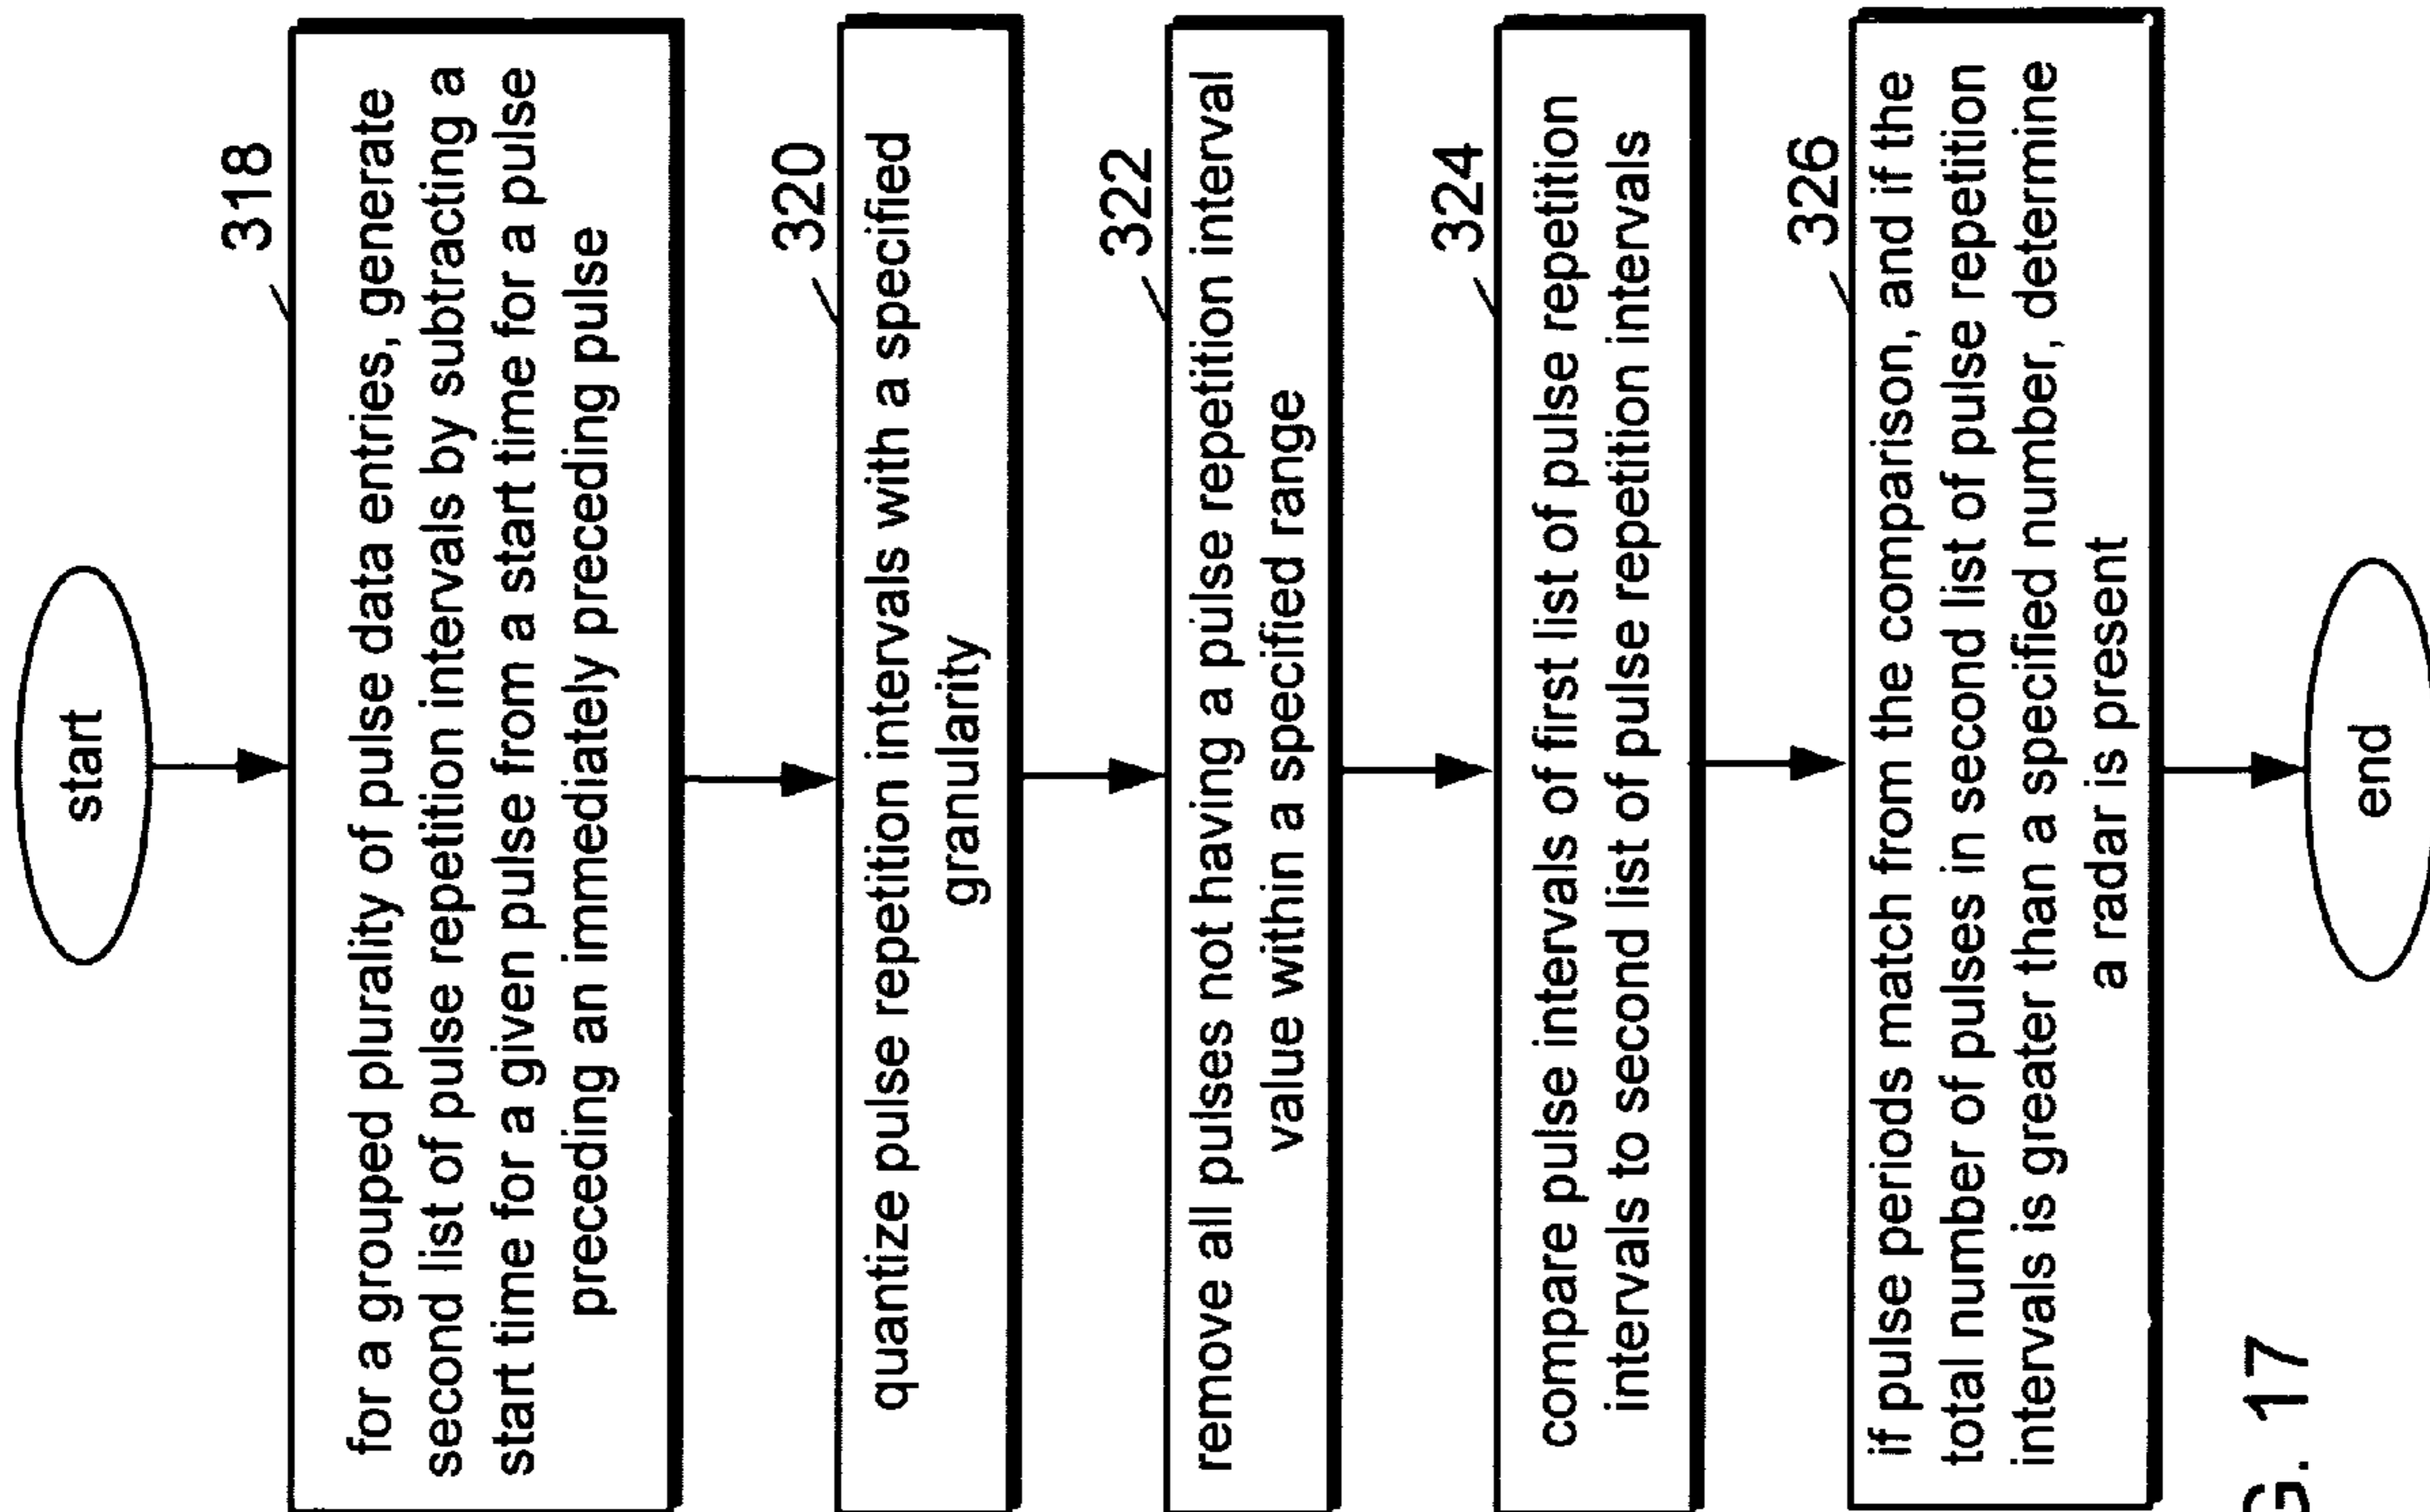 start
318
for a grouped plurality of pulse data entries, generate
second list of pulse repetition intervals by subtracting a
start time for a given pulse from a start time for a pulse
preceding an immediately preceding pulse
320
quantize pulse repetition intervals with a specified
granularity
322
remove all pulses not having a pulse repetition interval
value within a specified range
324
compare pulse intervals of first list of pulse repetition
intervals to second list of pulse repetition intervals
326
if pulse periods match from the comparison, and if the
total number of pulses in second list of pulse repetition
intervals is greater than a specified number, determine
a radar is present
end
G. 17